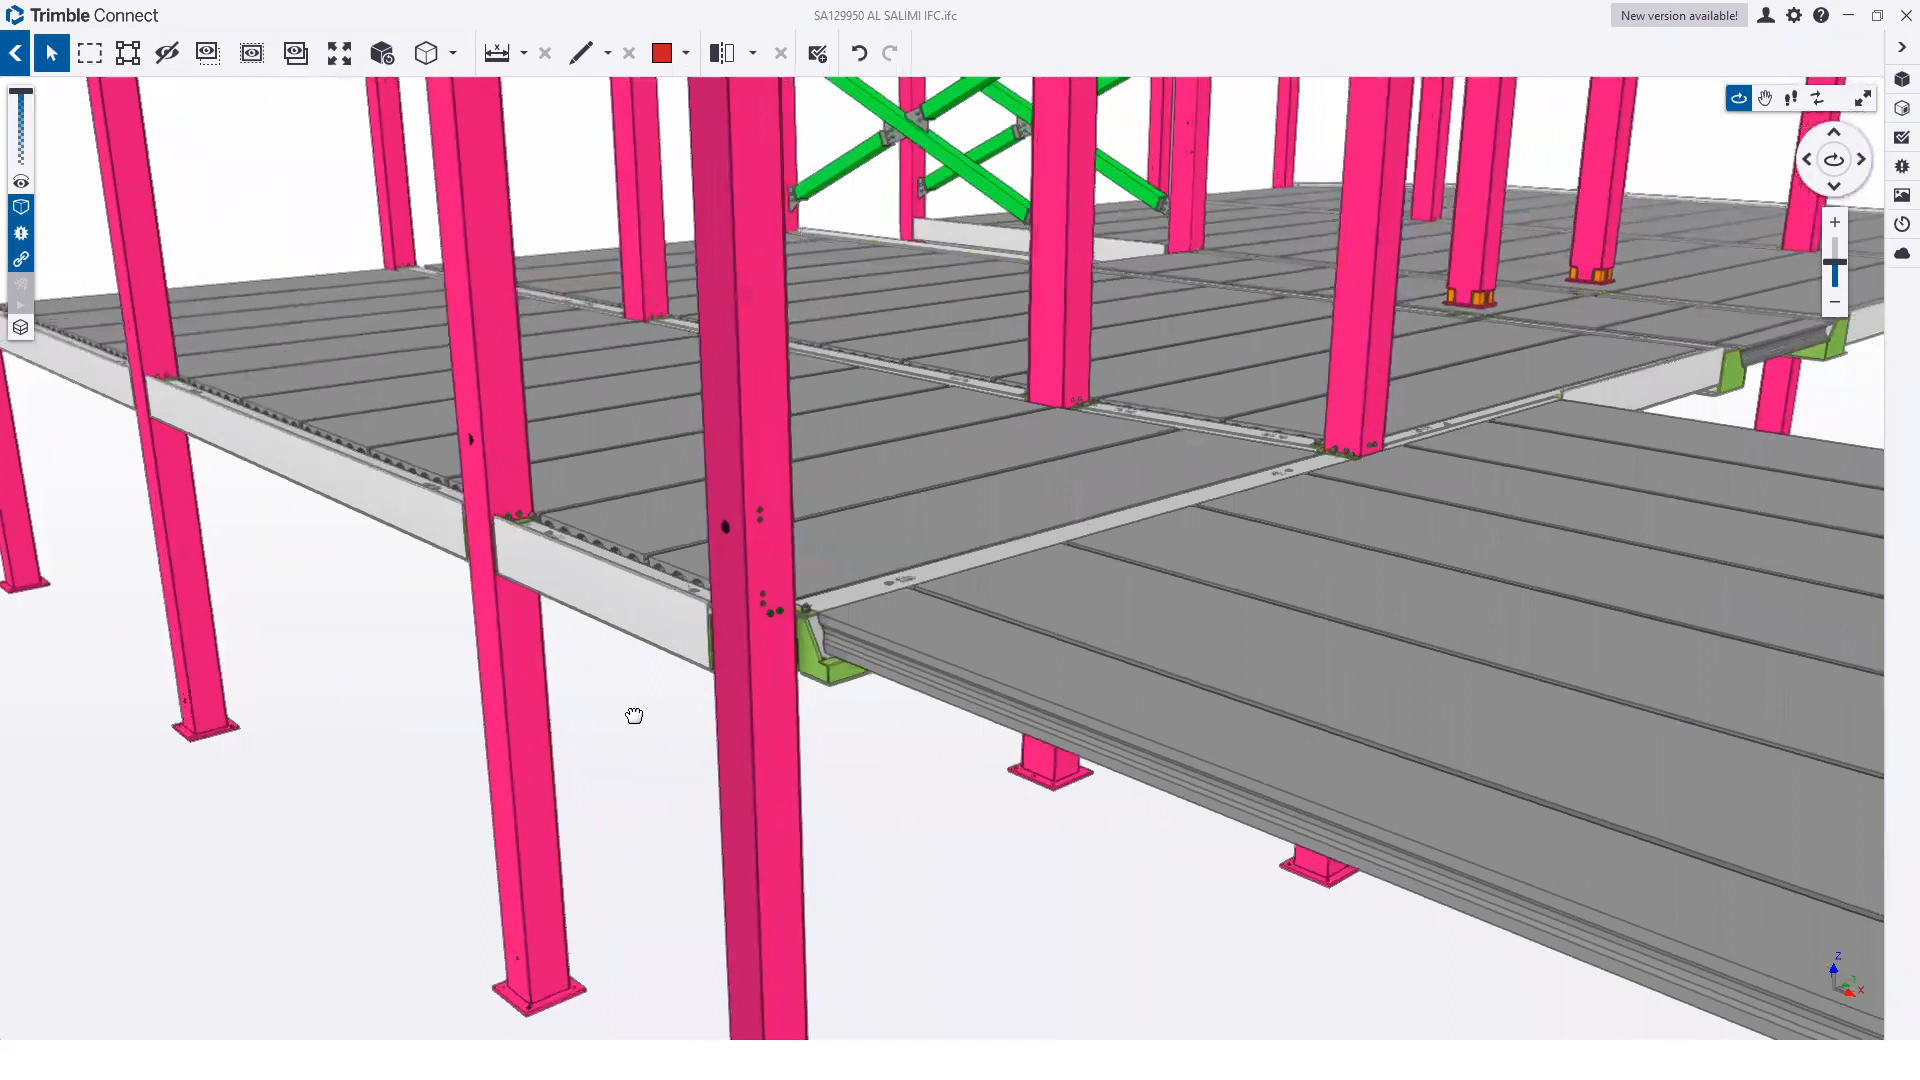 Trimble Connect
SA129950 AL SALIMI IFC.ifc
New version available!
Z
X